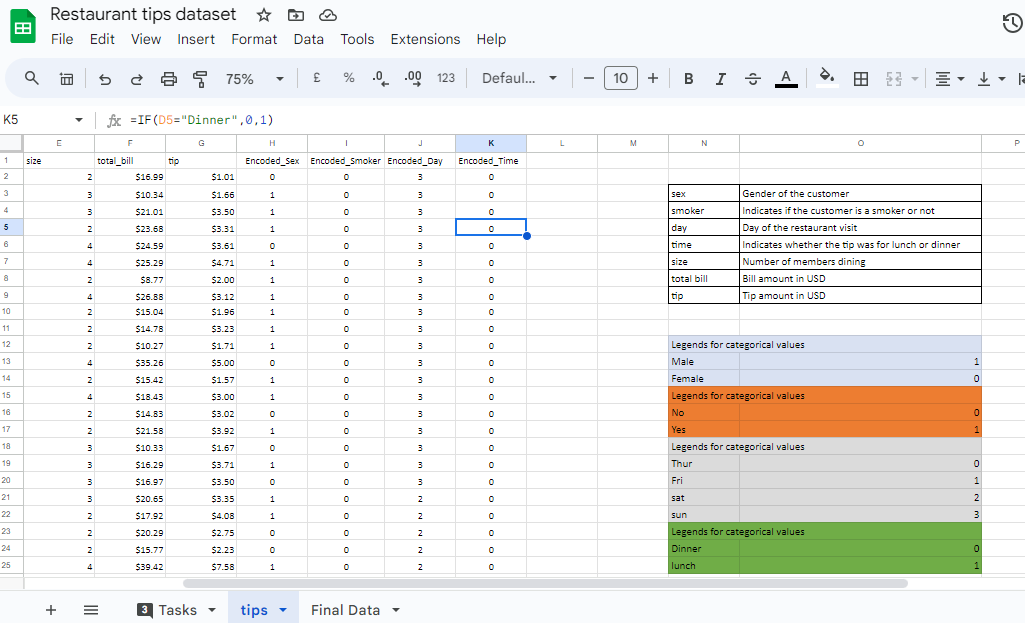 Restaurant tips dataset
File Edit View Insert Format Data Tools Extensions Help
75% £ % .0 .00 123 Defaul... − 10 + B I S A
K5 fx =IF(D5="Dinner",0,1)
E F G H I J K L M N O P
1 size total_bill tip Encoded_Sex Encoded_Smoker Encoded_Day Encoded_Time
2 2 $16.99 $1.01 0 0 3 0
3 3 $10.34 $1.66 1 0 3 0 sex Gender of the customer
4 3 $21.01 $3.50 1 0 3 0 smoker Indicates if the customer is a smoker or not
5 2 $23.68 $3.31 1 0 3 0 day Day of the restaurant visit
6 4 $24.59 $3.61 0 0 3 0 time Indicates whether the tip was for lunch or dinner
7 4 $25.29 $4.71 1 0 3 0 size Number of members dining
8 2 $8.77 $2.00 1 0 3 0 total bill Bill amount in USD
9 4 $26.88 $3.12 1 0 3 0 tip Tip amount in USD
10 2 $15.04 $1.96 1 0 3 0
11 2 $14.78 $3.23 1 0 3 0
12 2 $10.27 $1.71 1 0 3 0 Legends for categorical values
13 4 $35.26 $5.00 0 0 3 0 Male 1
14 2 $15.42 $1.57 1 0 3 0 Female 0
15 4 $18.43 $3.00 1 0 3 0 Legends for categorical values
16 2 $14.83 $3.02 0 0 3 0 No 0
17 2 $21.58 $3.92 1 0 3 0 Yes 1
18 3 $10.33 $1.67 0 0 3 0 Legends for categorical values
19 3 $16.29 $3.71 1 0 3 0 Thur 0
20 3 $16.97 $3.50 0 0 3 0 Fri 1
21 3 $20.65 $3.35 1 0 2 0 sat 2
22 2 $17.92 $4.08 1 0 2 0 sun 3
23 2 $20.29 $2.75 0 0 2 0 Legends for categorical values
24 2 $15.77 $2.23 0 0 2 0 Dinner 0
25 4 $39.42 $7.58 1 0 2 0 lunch 1
+ 3 Tasks tips Final Data